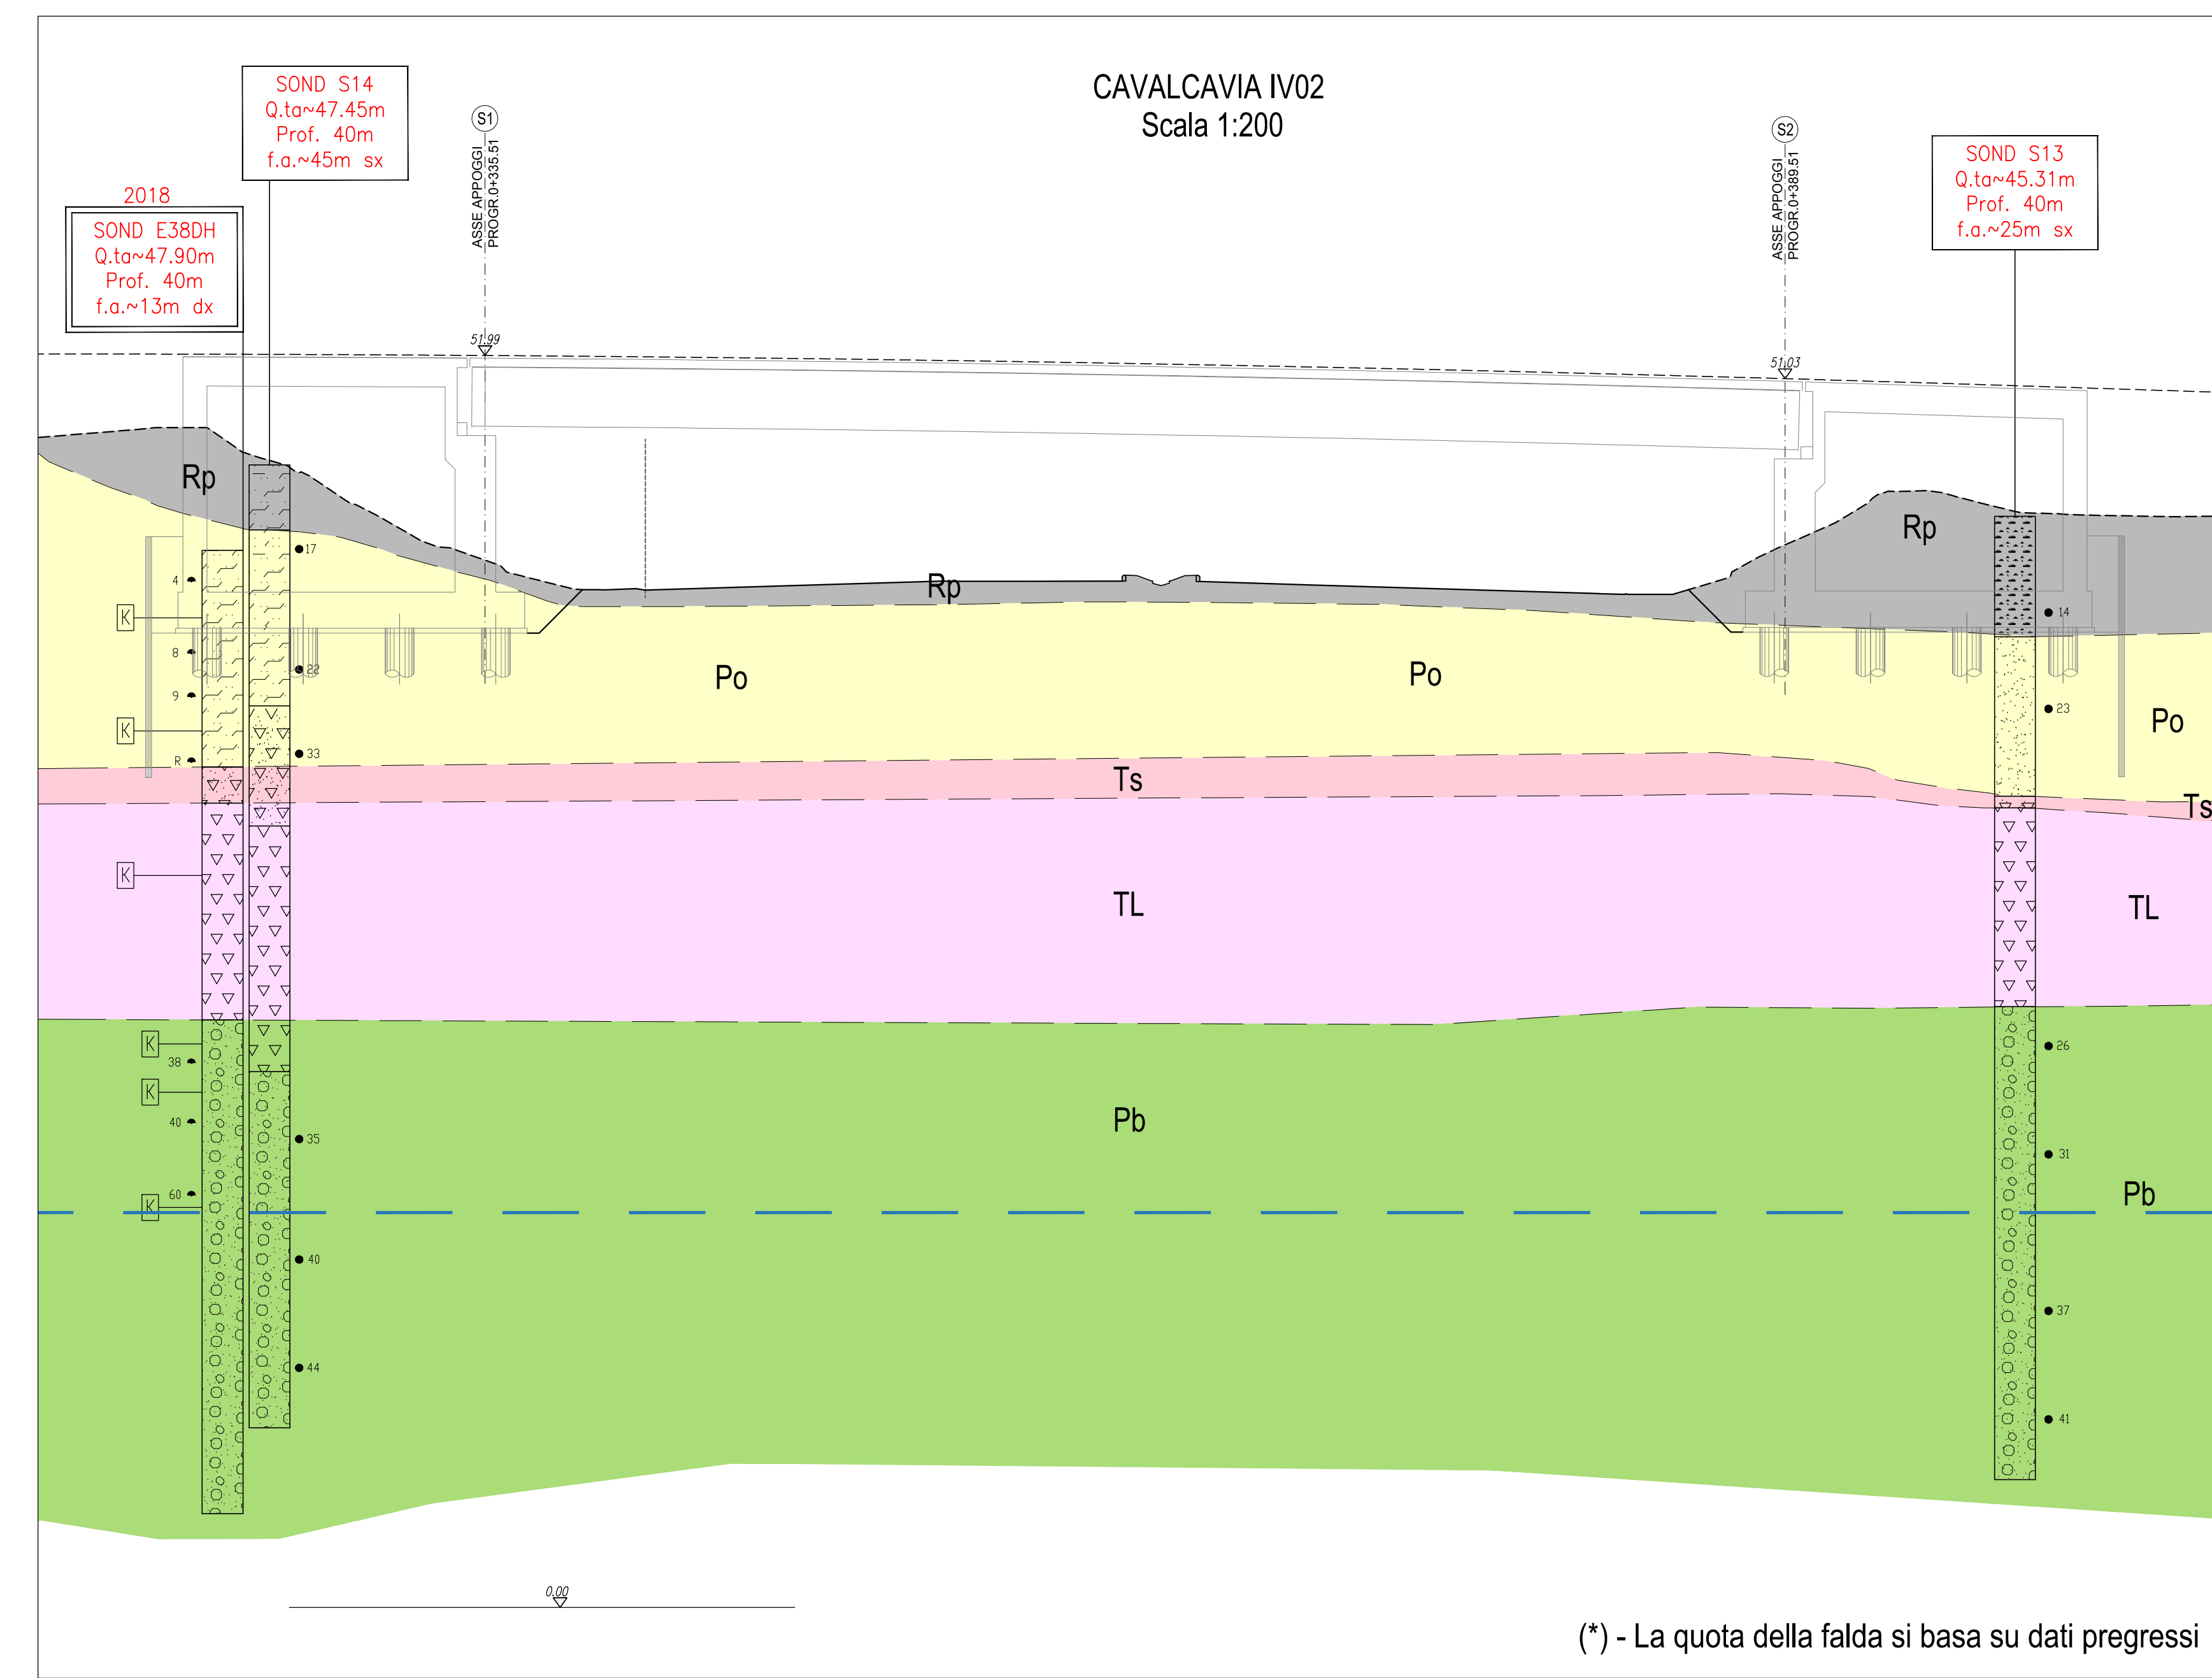 CAVALCAVIA IV02
Scala 1:200
SOND S14
Q.ta~47.45m
Prof. 40m
f.a.~45m sx
2018
SOND E38DH
Q.ta~47.90m
Prof. 40m
f.a.~13m dx
S1
ASSE APPOGGI
PROGR.0+335.51
51.99
S2
ASSE APPOGGI
PROGR.0+389.51
51.03
SOND S13
Q.ta~45.31m
Prof. 40m
f.a.~25m sx
Rp
Rp
Rp
17
4
K
14
8
22
Po
Po
9
23
Po
K
33
R
Ts
Ts
K
TL
TL
K
38
26
K
40
Pb
35
31
60
K
Pb
40
37
44
41
0.00
(*) - La quota della falda si basa su dati pregressi